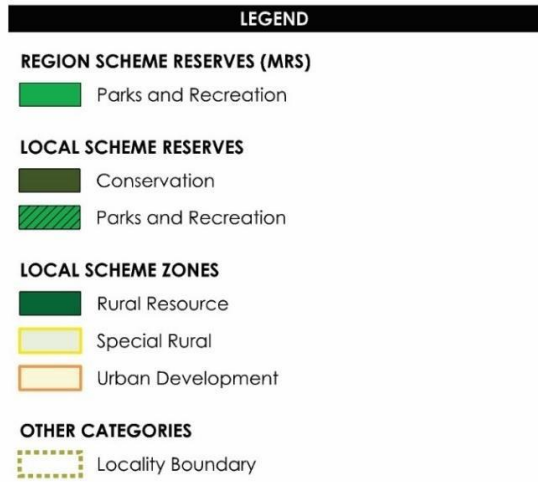 LEGEND
REGION SCHEME RESERVES (MRS)
Parks and Recreation
LOCAL SCHEME RESERVES
Conservation
Parks and Recreation
LOCAL SCHEME ZONES
Rural Resource
Special Rural
Urban Development
OTHER CATEGORIES
Locality Boundary